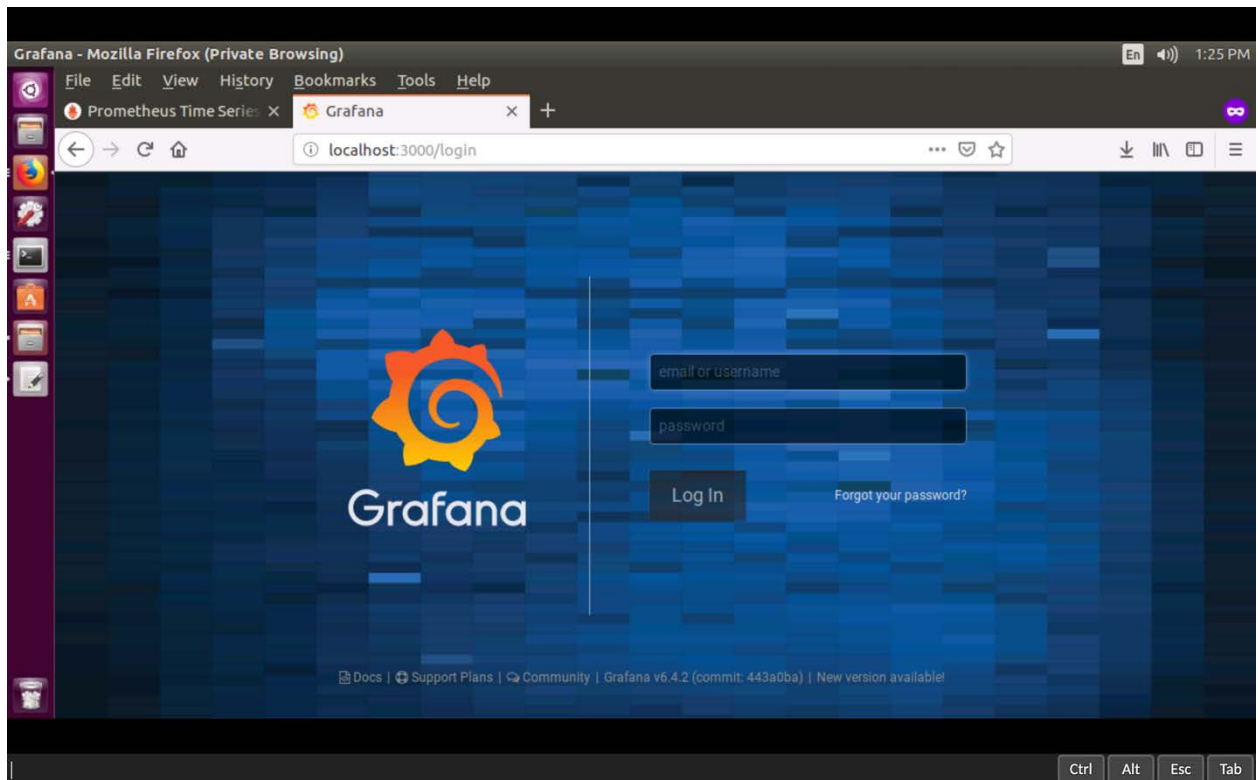 Grafana - Mozilla Firefox (Private Browsing)
En
1:25 PM
File Edit View History Bookmarks Tools Help
Prometheus Time Series
Grafana
localhost:3000/login
email or username
password
Log In
Forgot your password?
Grafana
Docs | Support Plans | Community | Grafana v6.4.2 (commit: 443a0ba) | New version available!
Ctrl Alt Esc Tab